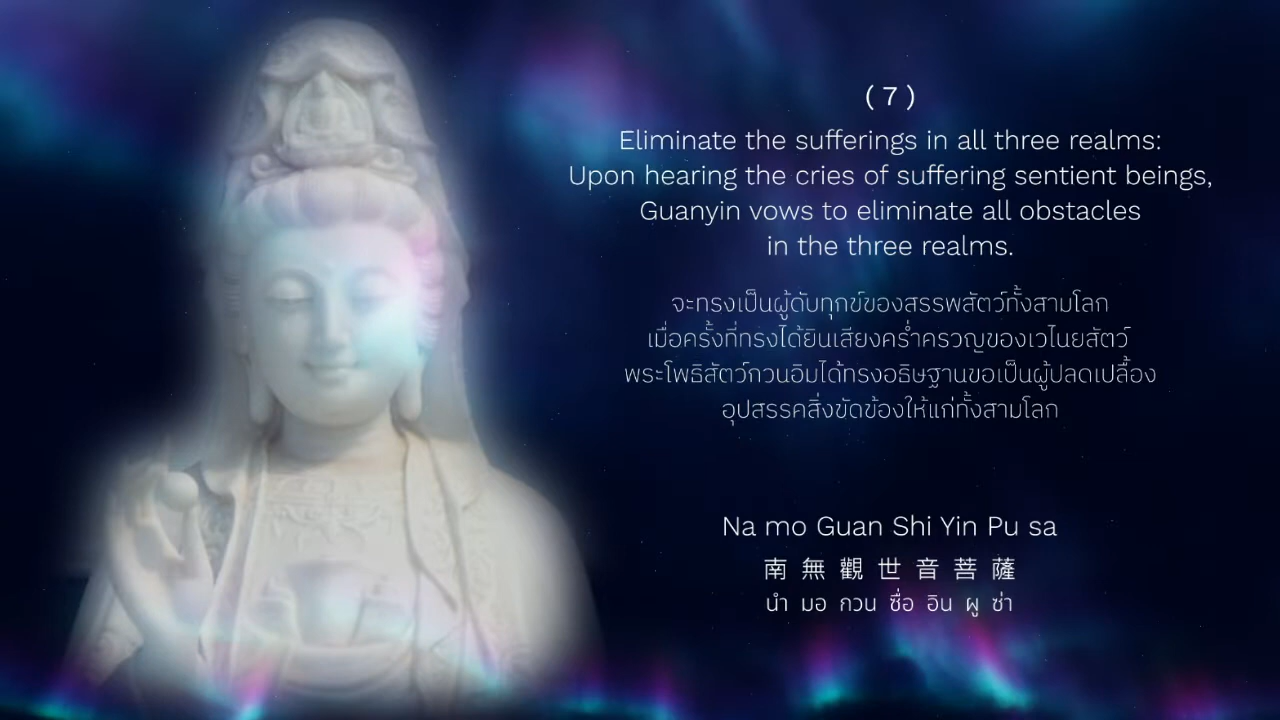 ( 7 )
Eliminate the sufferings in all three realms:
Upon hearing the cries of suffering sentient beings,
Guanyin vows to eliminate all obstacles
in the three realms.
จะทรงเป็นผู้ดับทุกข์ของสรรพสัตว์ทั้งสามโลก
เมื่อครั้งที่ทรงได้ยินเสียงคร่ำครวญของเวไนยสัตว์
พระโพธิสัตว์กวนอิมได้ทรงอธิษฐานขอเป็นผู้ปลดเปลื้อง
อุปสรรคสิ่งขัดข้องให้แก่ทั้งสามโลก
Na mo Guan Shi Yin Pu sa
南 無 觀 世 音 菩 薩
นำ มอ กวน ซื่อ อิน ผู ซ่า